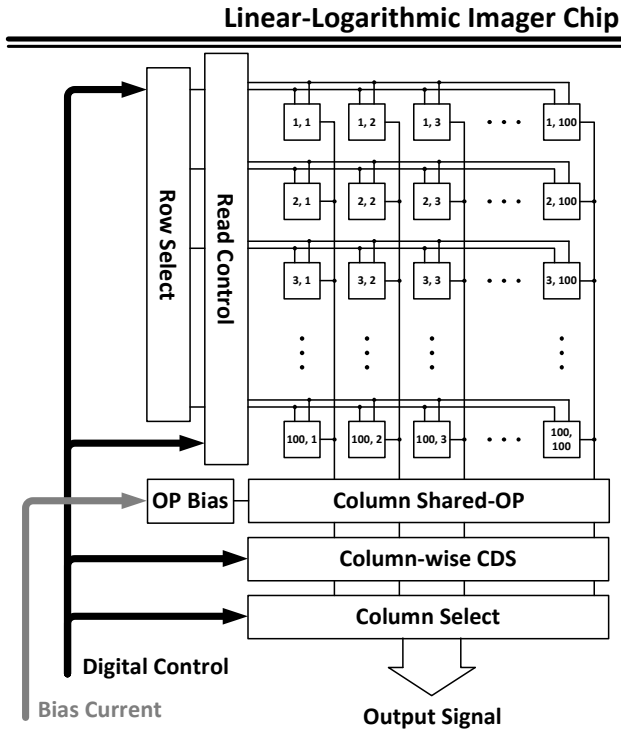 Linear-Logarithmic Imager Chip
Row Select
Read Control
1, 1
1, 2
1, 3
1, 100
2, 1
2, 2
2, 3
2, 100
3, 1
3, 2
3, 3
3, 100
100, 1
100, 2
100, 3
100,
100
OP Bias
Column Shared-OP
Column-wise CDS
Column Select
Digital Control
Bias Current
Output Signal